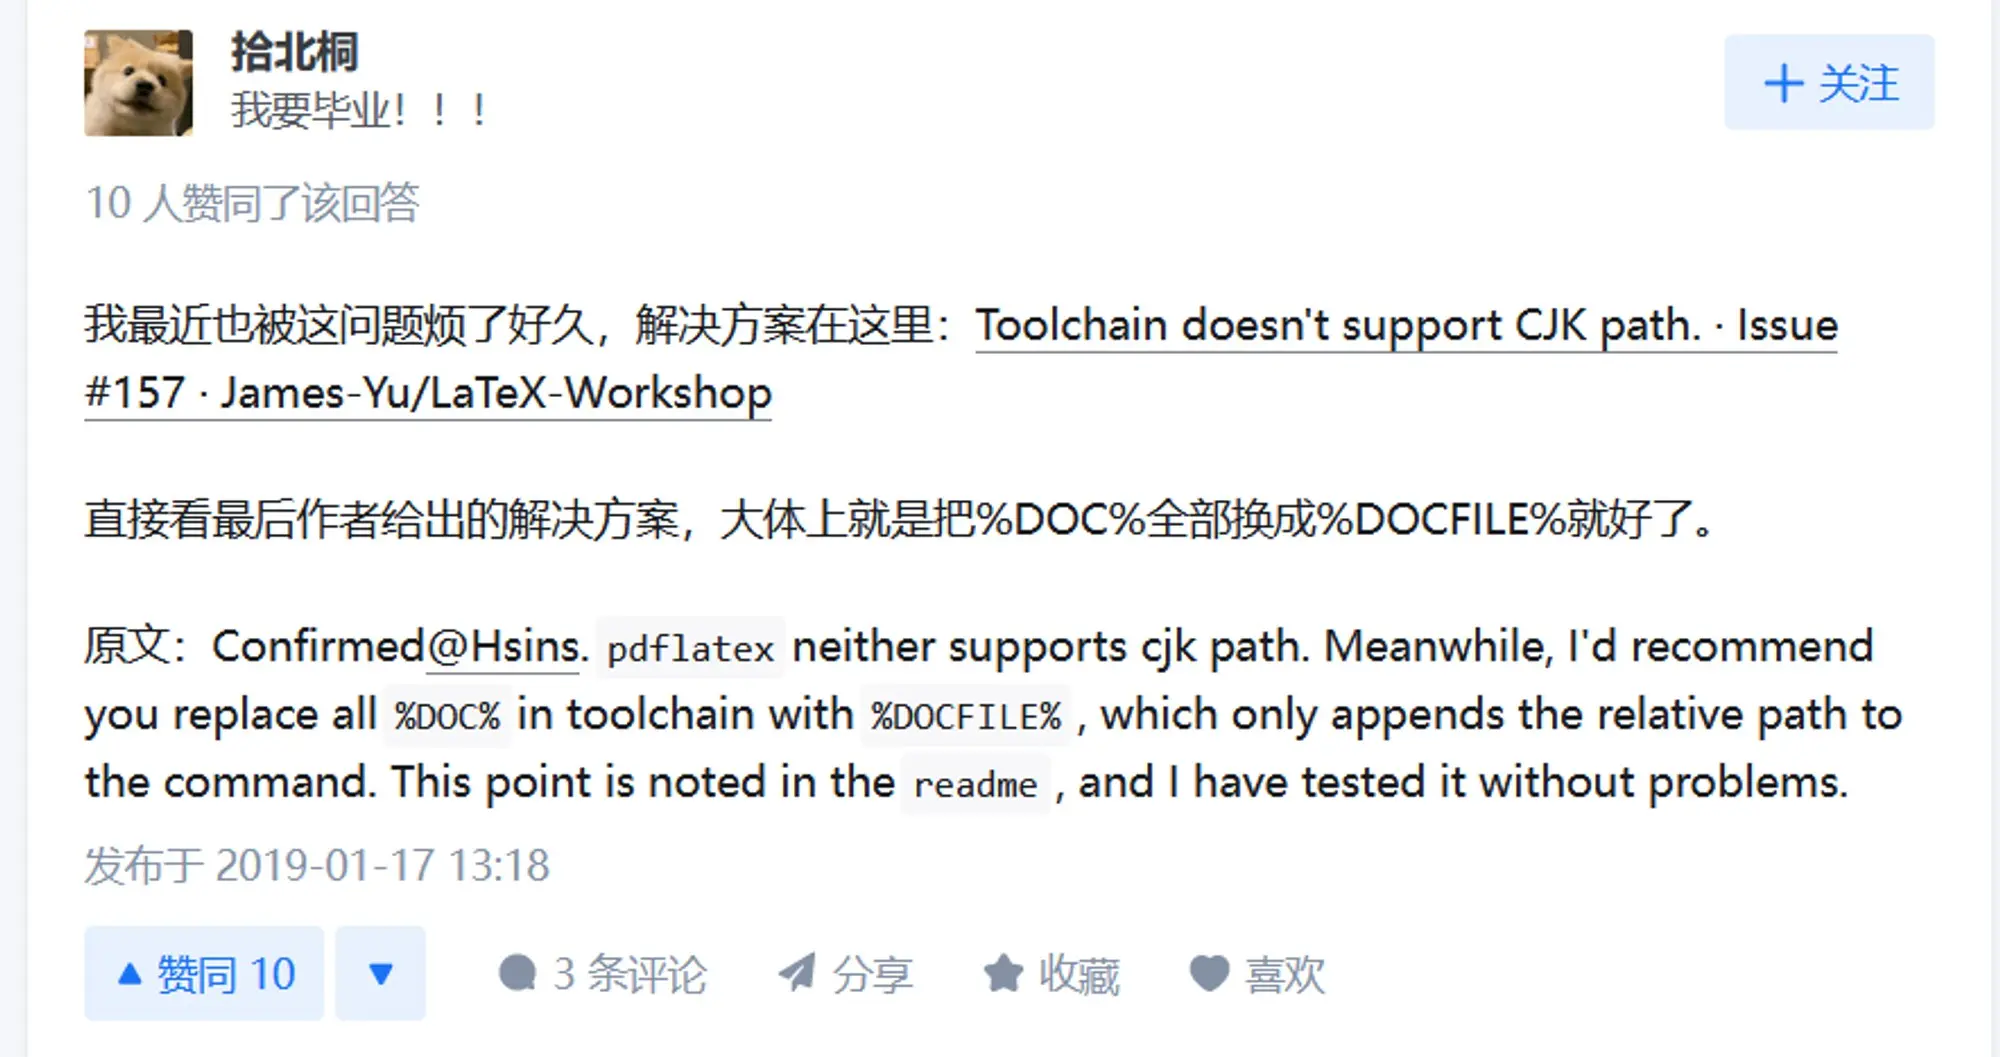 拾北桐
我要毕业！！！
+ 关注
10 人赞同了该回答
我最近也被这问题烦了好久，解决方案在这里：Toolchain doesn't support CJK path. · Issue
#157 · James-Yu/LaTeX-Workshop
直接看最后作者给出的解决方案，大体上就是把%DOC%全部换成%DOCFILE%就好了。
原文：Confirmed@Hsins. pdflatex neither supports cjk path. Meanwhile, I'd recommend
you replace all %DOC% in toolchain with %DOCFILE% , which only appends the relative path to
the command. This point is noted in the readme , and I have tested it without problems.
发布于 2019-01-17 13:18
赞同 10 3 条评论 分享 收藏 喜欢